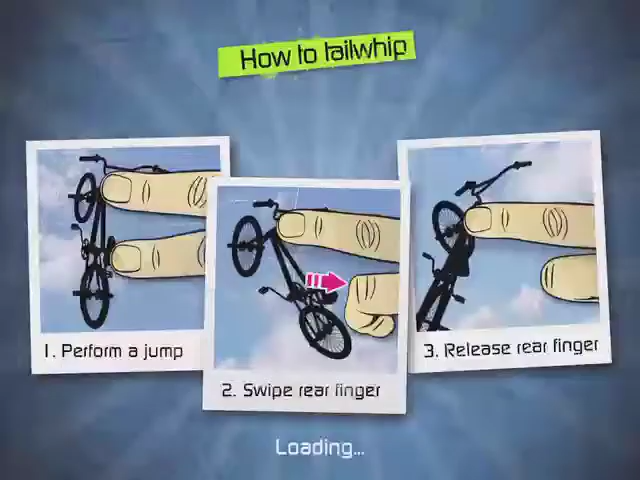 How to tailwhip
1. Perform a jump
2. Swipe rear finger
3. Release rear finger
Loading...